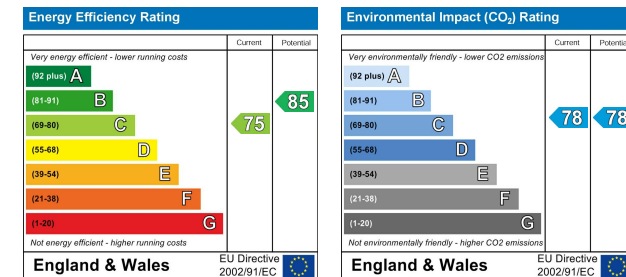 Energy Efficiency Rating
Current Potential
Very energy efficient - lower running costs
(92 plus) A
(81-91) B
85
(69-80) C
75
(55-68) D
(39-54) E
(21-38) F
(1-20) G
Not energy efficient - higher running costs
England & Wales
EU Directive
2002/91/EC
Environmental Impact (CO₂) Rating
Current Potential
Very environmentally friendly - lower CO2 emissions
(92 plus) A
(81-91) B
78 78
(69-80) C
(55-68) D
(39-54) E
(21-38) F
(1-20) G
Not environmentally friendly - higher CO2 emissions
England & Wales
EU Directive
2002/91/EC